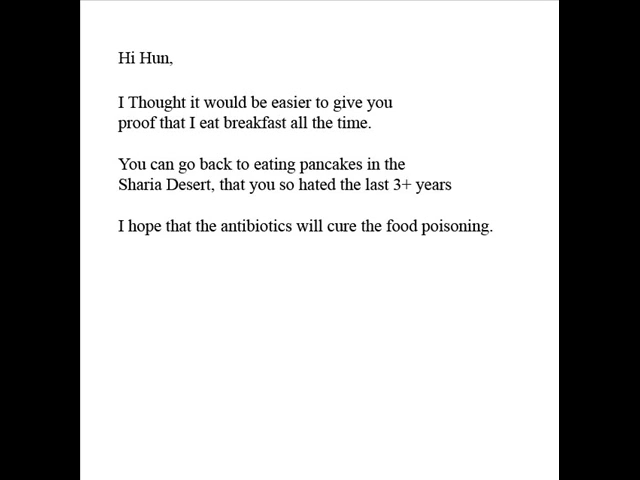 Hi Hun,
I Thought it would be easier to give you
proof that I eat breakfast all the time.
You can go back to eating pancakes in the
Sharia Desert, that you so hated the last 3+ years
I hope that the antibiotics will cure the food poisoning.